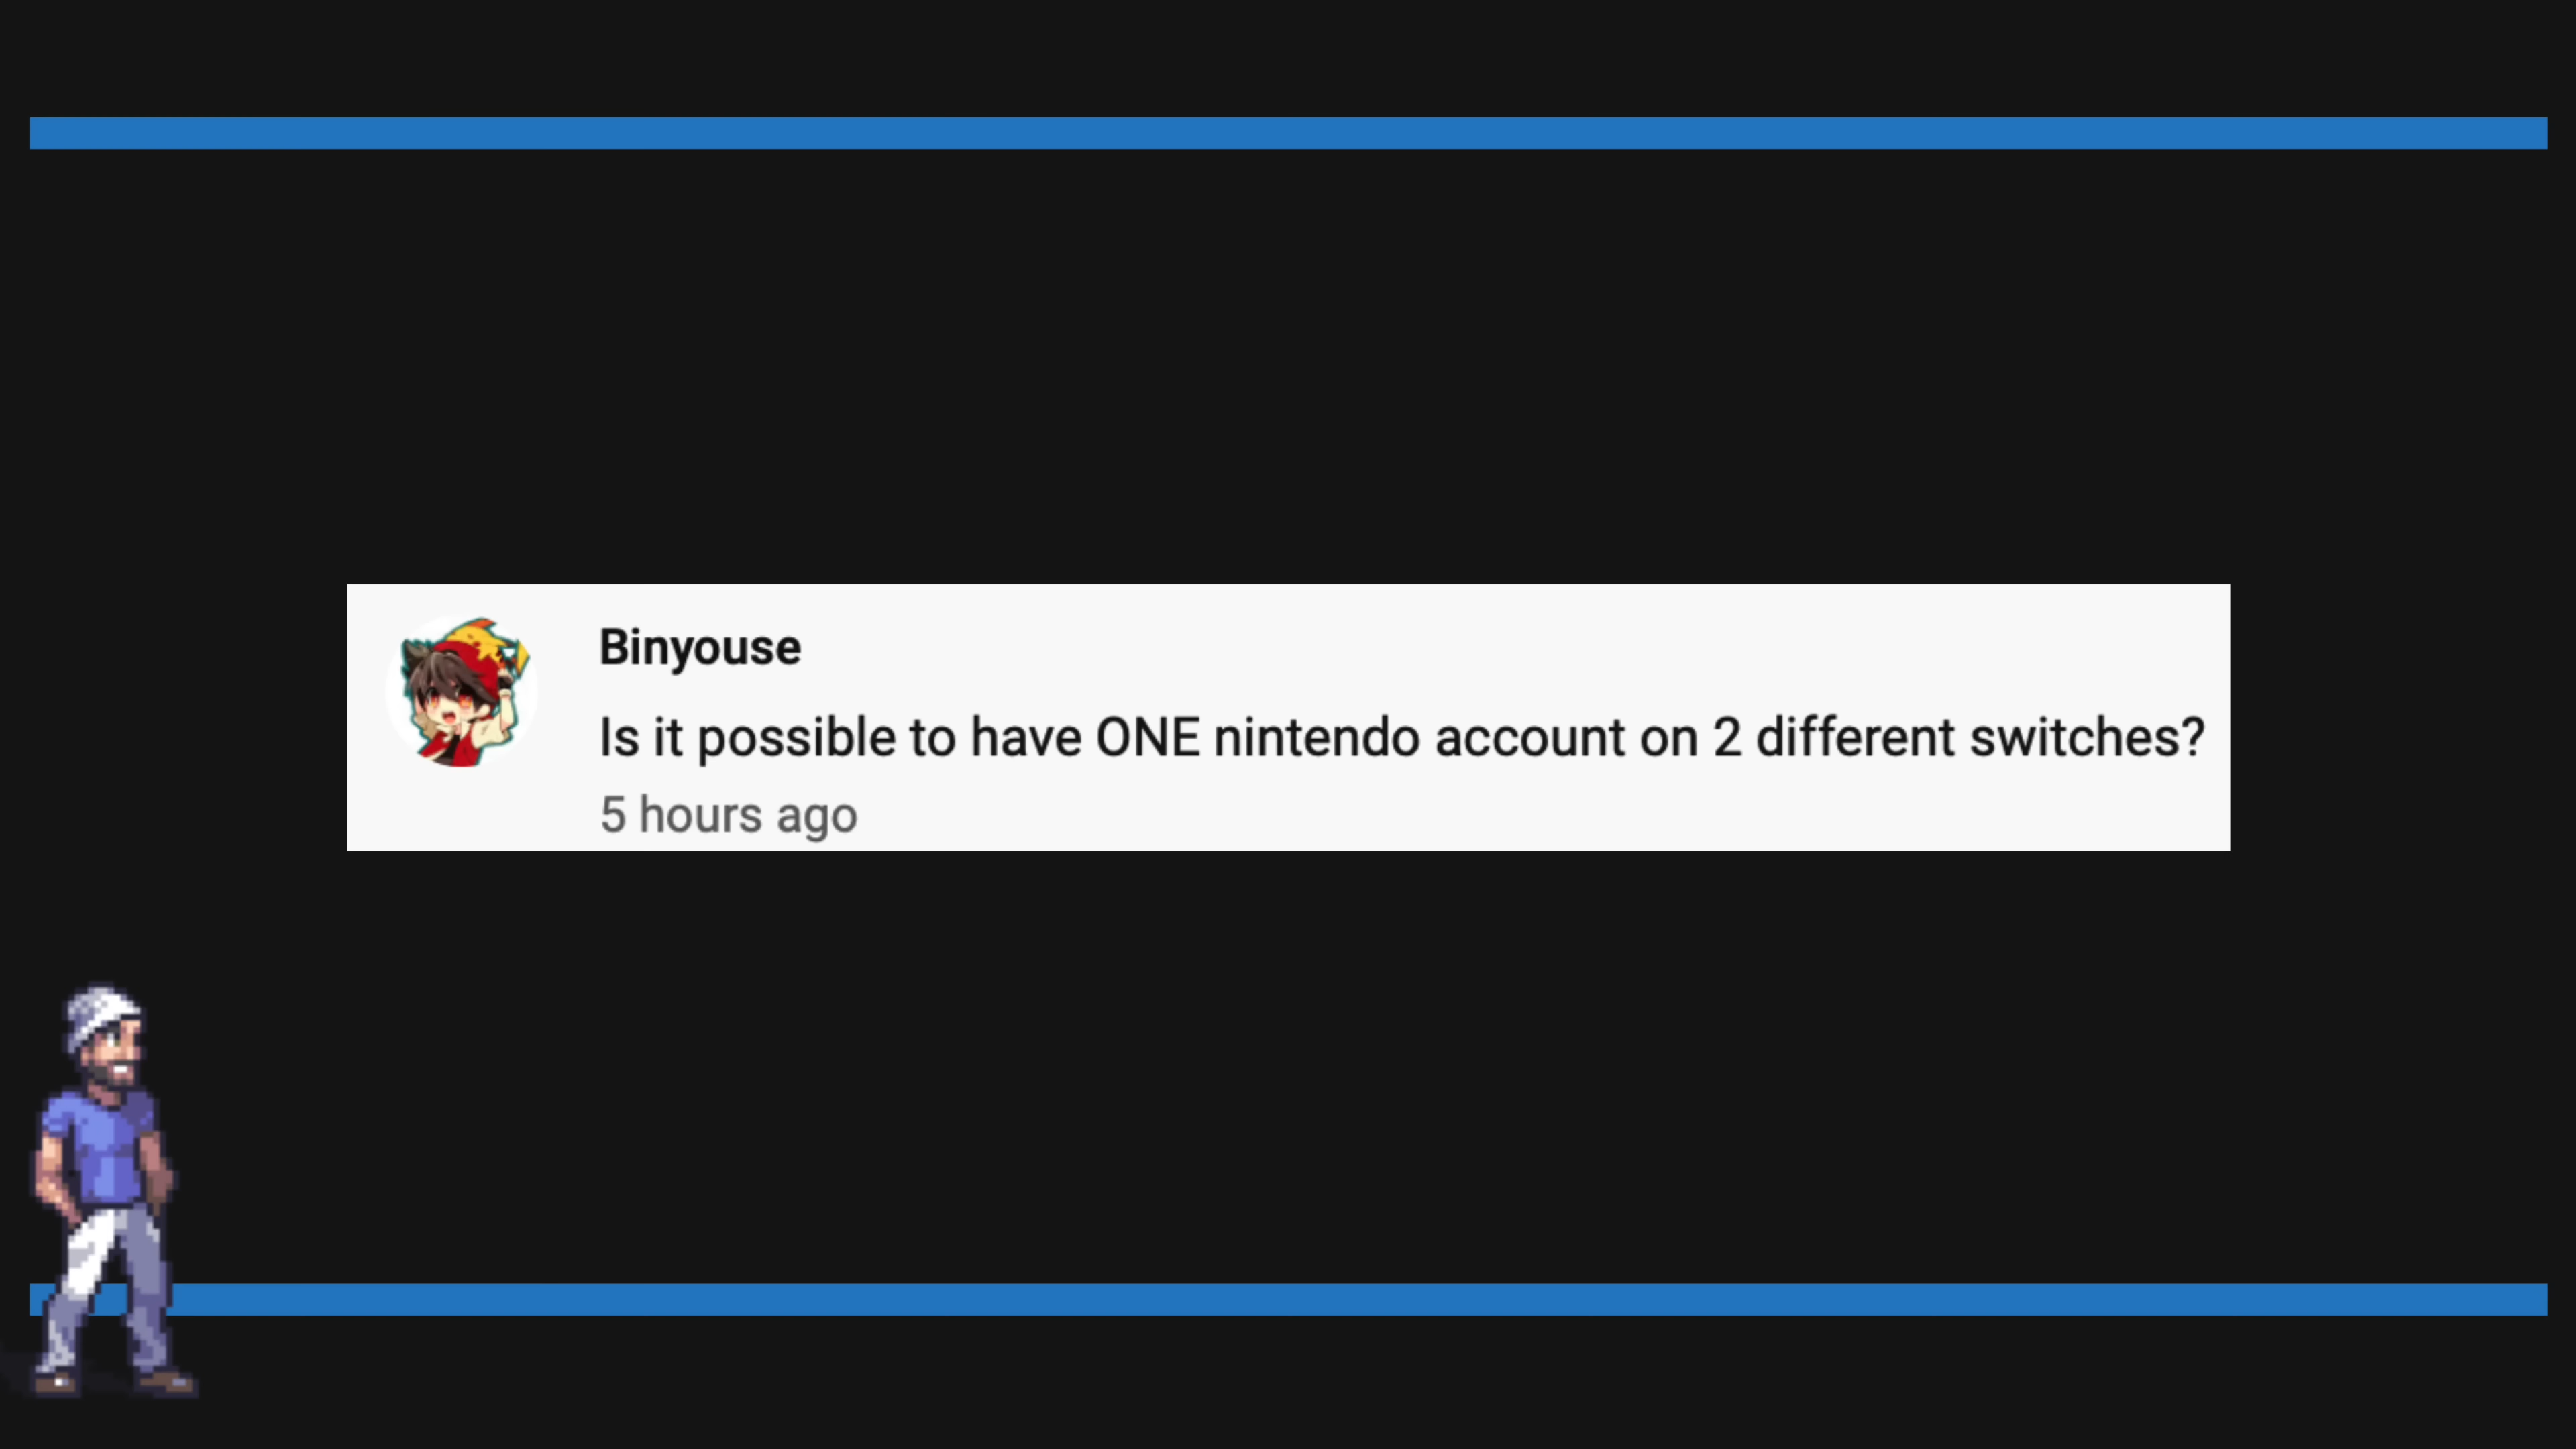 Binyouse
Is it possible to have ONE nintendo account on 2 different switches?
5 hours ago